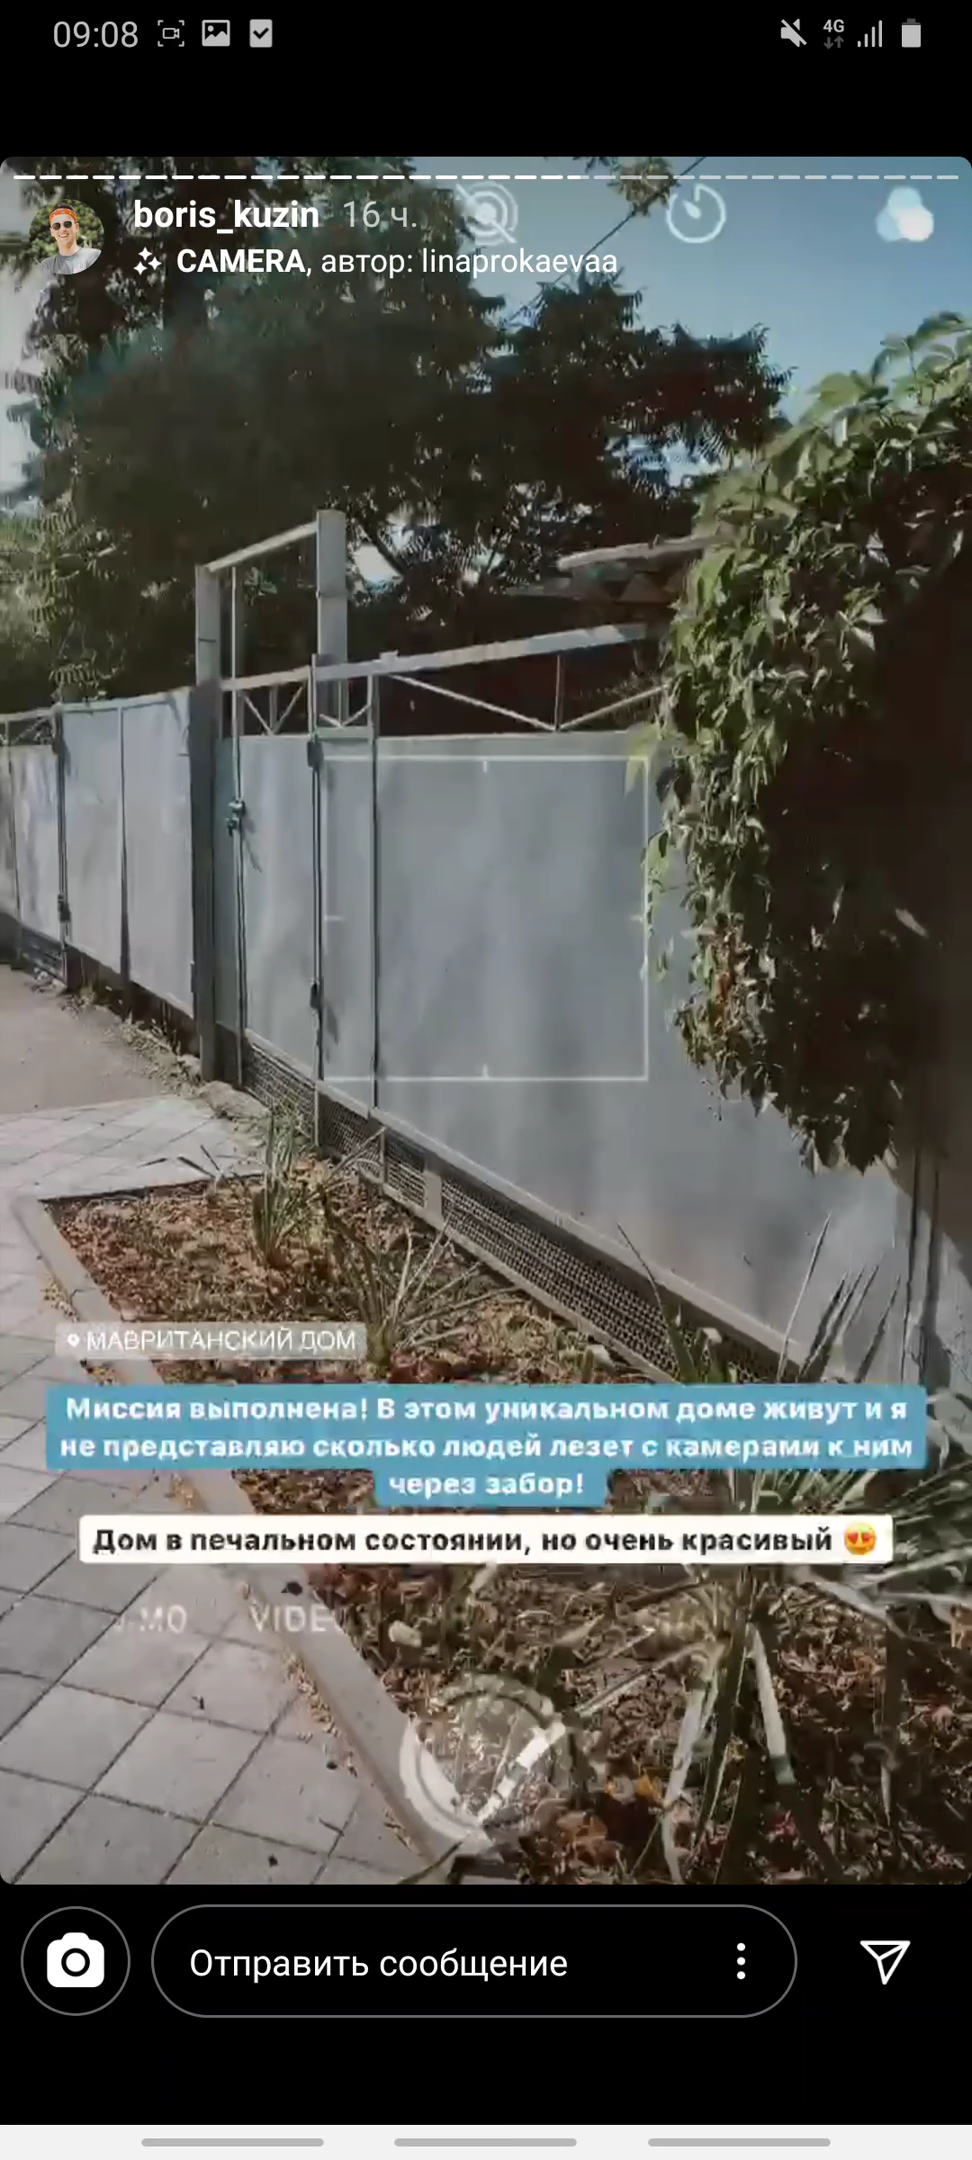 09:08
4G
boris_kuzin 16 ч.
CAMERA, автор: linaprokaevaa
МАВРИТАНСКИЙ ДОМ
Миссия выполнена! В этом уникальном доме живут и я
не представляю сколько людей лезет с камерами к ним
через забор!
Дом в печальном состоянии, но очень красивый 😍
Отправить сообщение